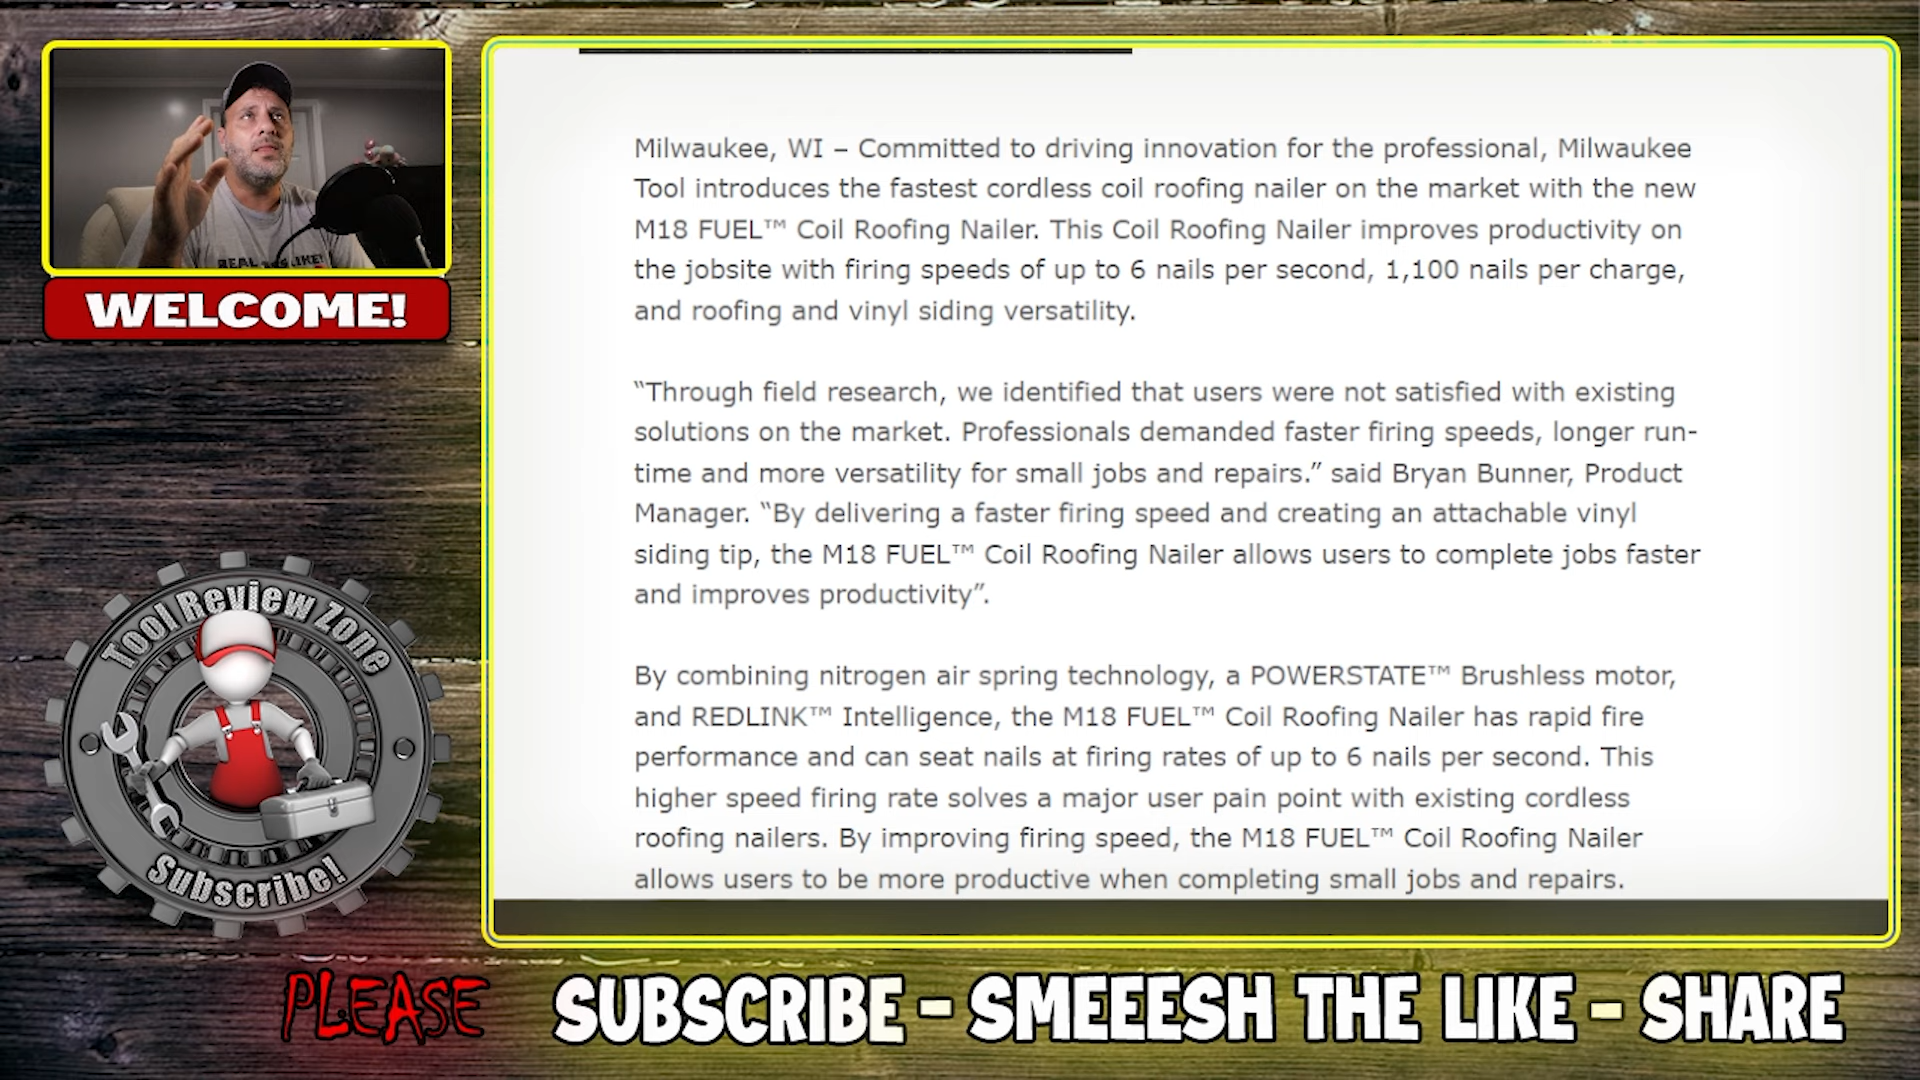 WELCOME!
Milwaukee, WI – Committed to driving innovation for the professional, Milwaukee
Tool introduces the fastest cordless coil roofing nailer on the market with the new
M18 FUEL™ Coil Roofing Nailer. This Coil Roofing Nailer improves productivity on
the jobsite with firing speeds of up to 6 nails per second, 1,100 nails per charge,
and roofing and vinyl siding versatility.
“Through field research, we identified that users were not satisfied with existing
solutions on the market. Professionals demanded faster firing speeds, longer run-
time and more versatility for small jobs and repairs.” said Bryan Bunner, Product
Manager. “By delivering a faster firing speed and creating an attachable vinyl
siding tip, the M18 FUEL™ Coil Roofing Nailer allows users to complete jobs faster
and improves productivity”.
By combining nitrogen air spring technology, a POWERSTATE™ Brushless motor,
and REDLINK™ Intelligence, the M18 FUEL™ Coil Roofing Nailer has rapid fire
performance and can seat nails at firing rates of up to 6 nails per second. This
higher speed firing rate solves a major user pain point with existing cordless
roofing nailers. By improving firing speed, the M18 FUEL™ Coil Roofing Nailer
allows users to be more productive when completing small jobs and repairs.
Tool Review Zone
Subscribe!
PLEASE SUBSCRIBE - SMEEESH THE LIKE - SHARE